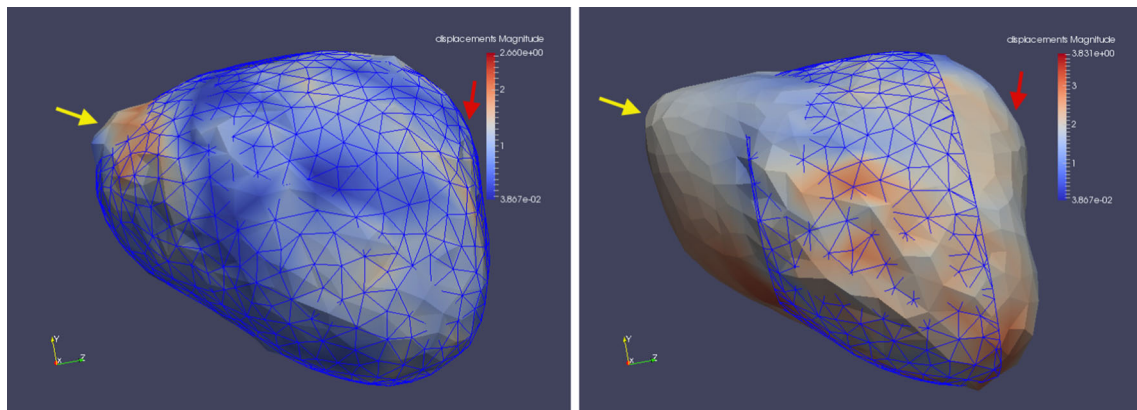 displacements Magnitude
2.660e+00
2
1
3.867e-02
Y
X
Z
displacements Magnitude
3.831e+00
3
2
1
3.867e-02
Y
X
Z